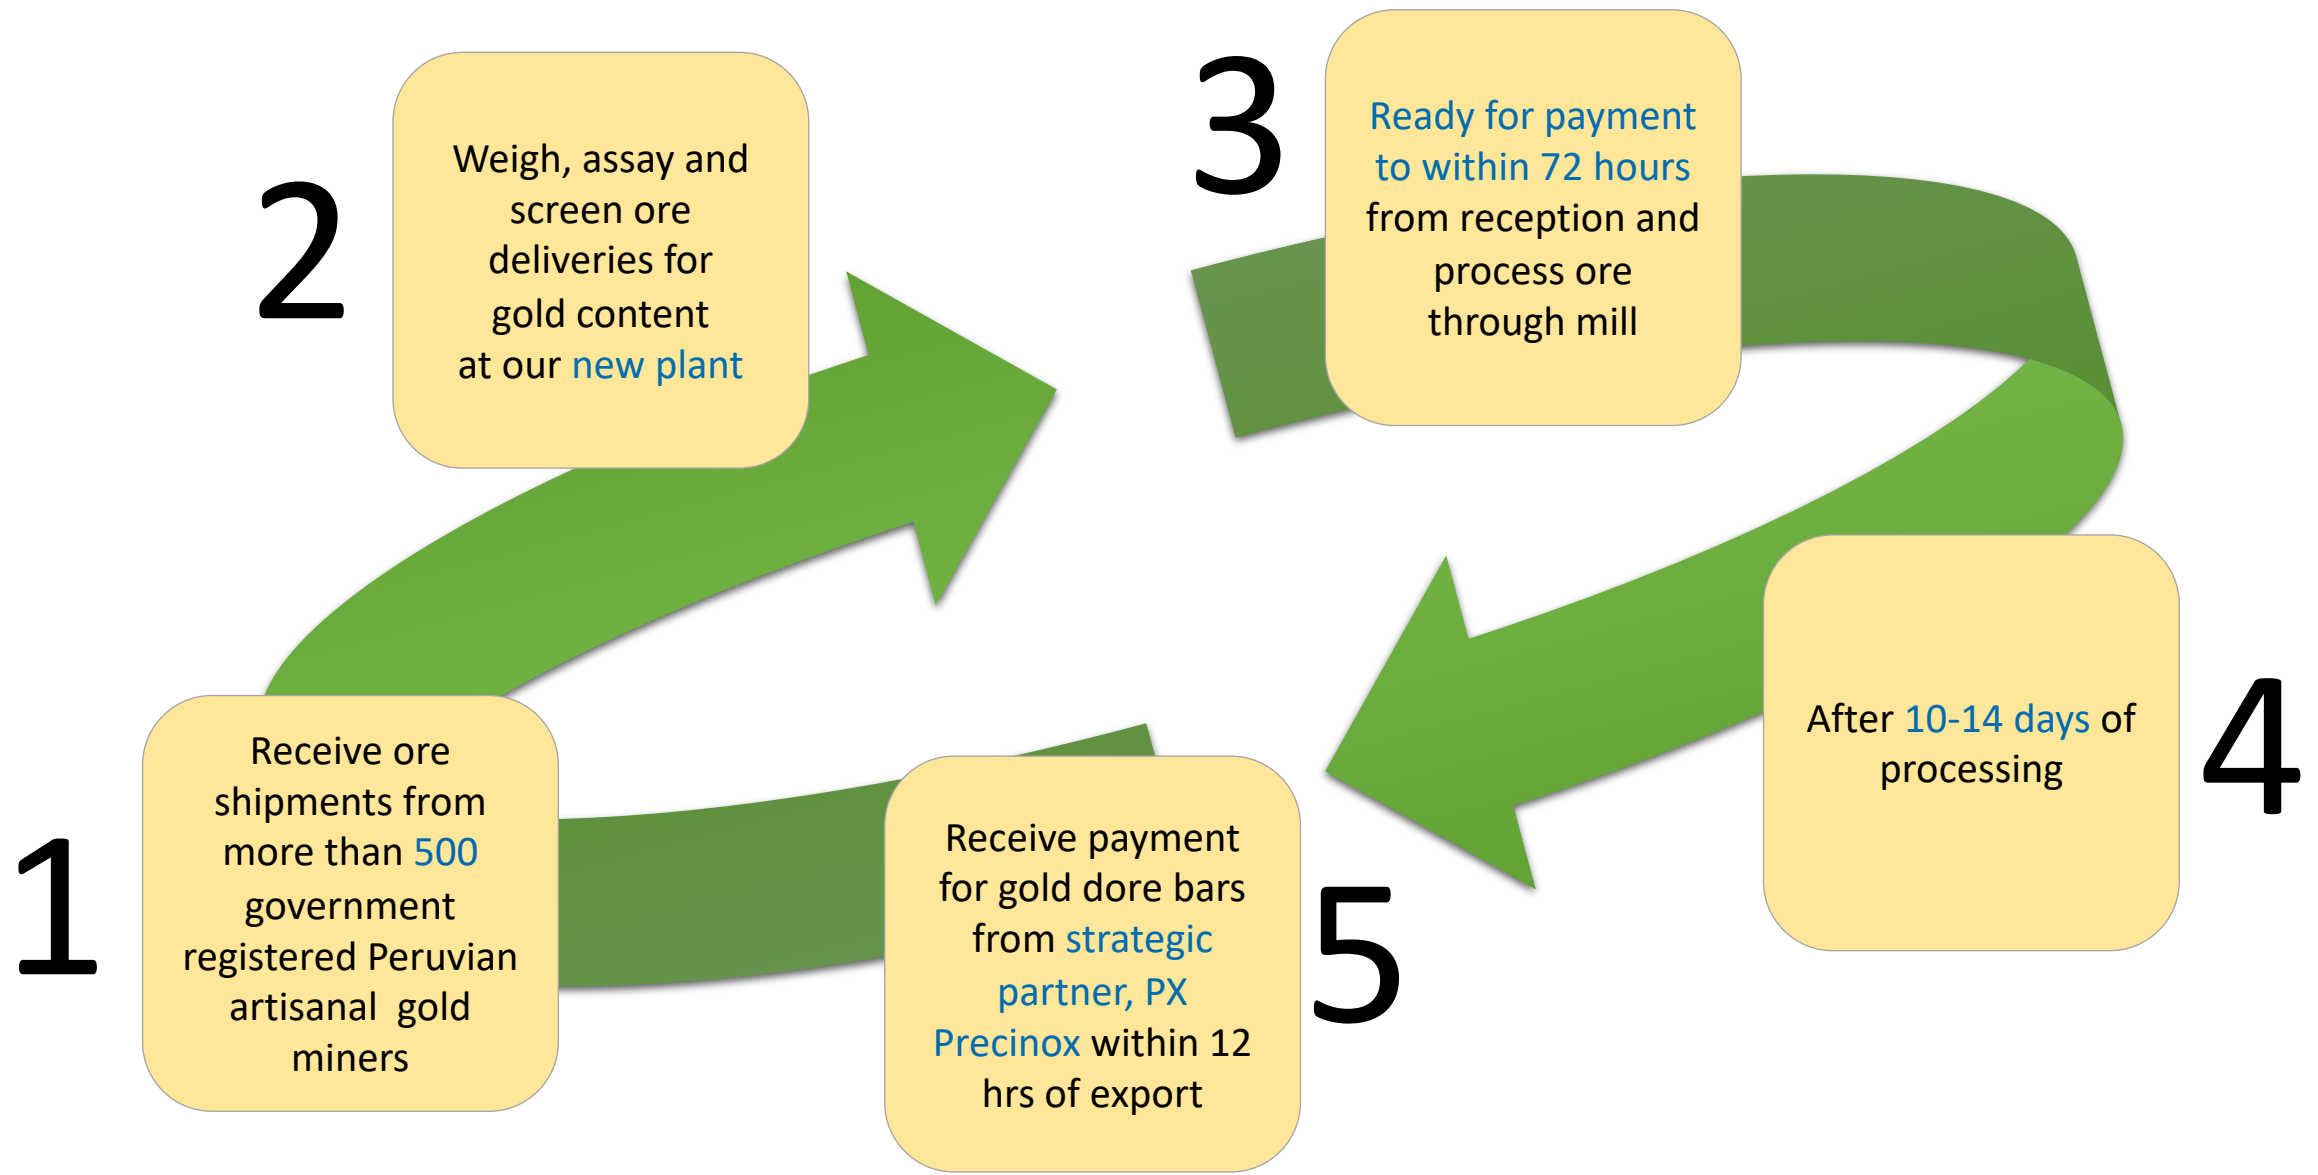 1
Receive ore
shipments from
more than 500
government
registered Peruvian
artisanal  gold
miners
2
Weigh, assay and
screen ore
deliveries for
gold content
at our new plant
3
Ready for payment
to within 72 hours
from reception and
process ore
through mill
4
After 10-14 days of
processing
5
Receive payment
for gold dore bars
from strategic
partner, PX
Precinox within 12
hrs of export